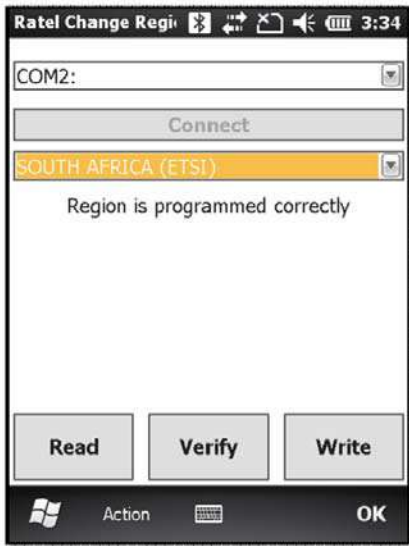 Ratel Change Regi 3:34
COM2:
Connect
SOUTH AFRICA (ETSI)
Region is programmed correctly
Read Verify Write
Action OK